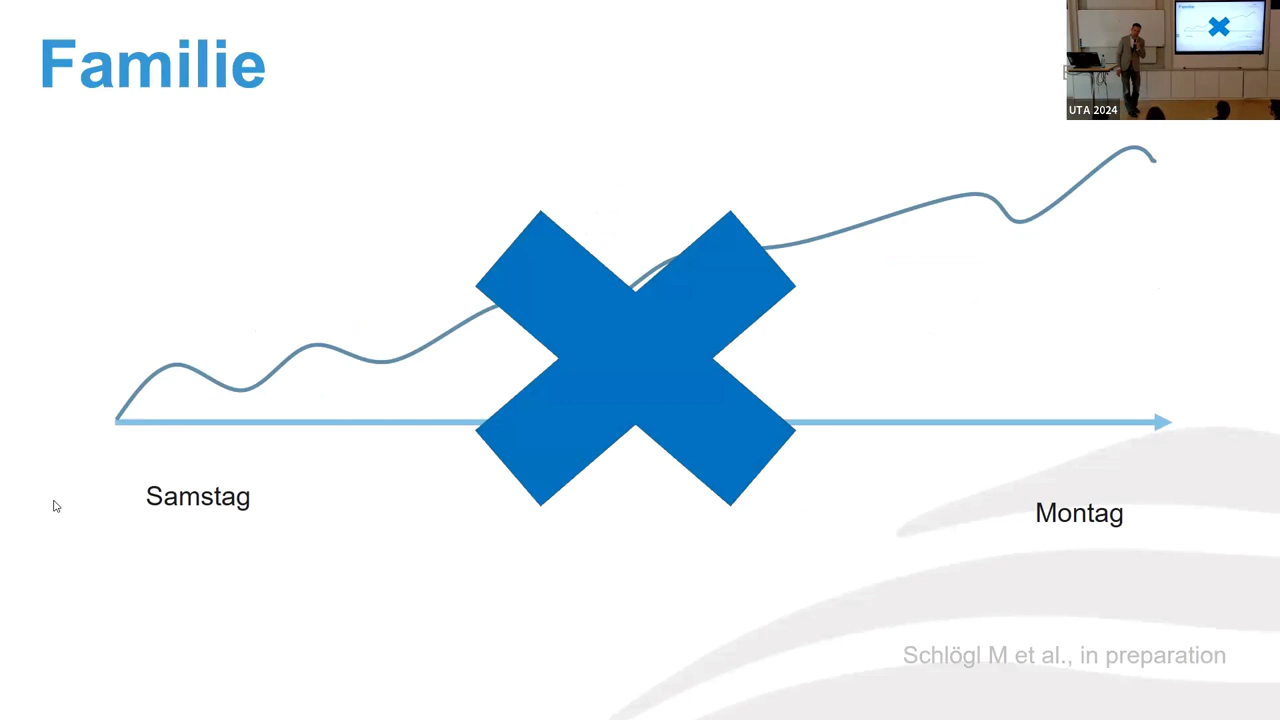 Familie
UTA 2024
Samstag
Montag
Schlögl M et al., in preparation